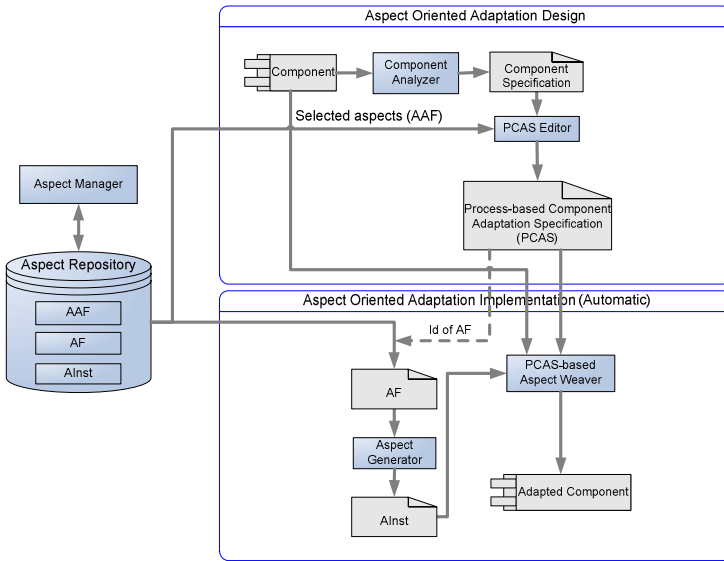 Aspect Oriented Adaptation Design
Component
Component
Analyzer
Component
Specification
Selected aspects (AAF)
PCAS Editor
Aspect Manager
Process-based Component
Adaptation Specification
(PCAS)
Aspect Repository
AAF
AF
AInst
Aspect Oriented Adaptation Implementation (Automatic)
Id of AF
PCAS-based
Aspect Weaver
AF
Aspect
Generator
AInst
Adapted Component